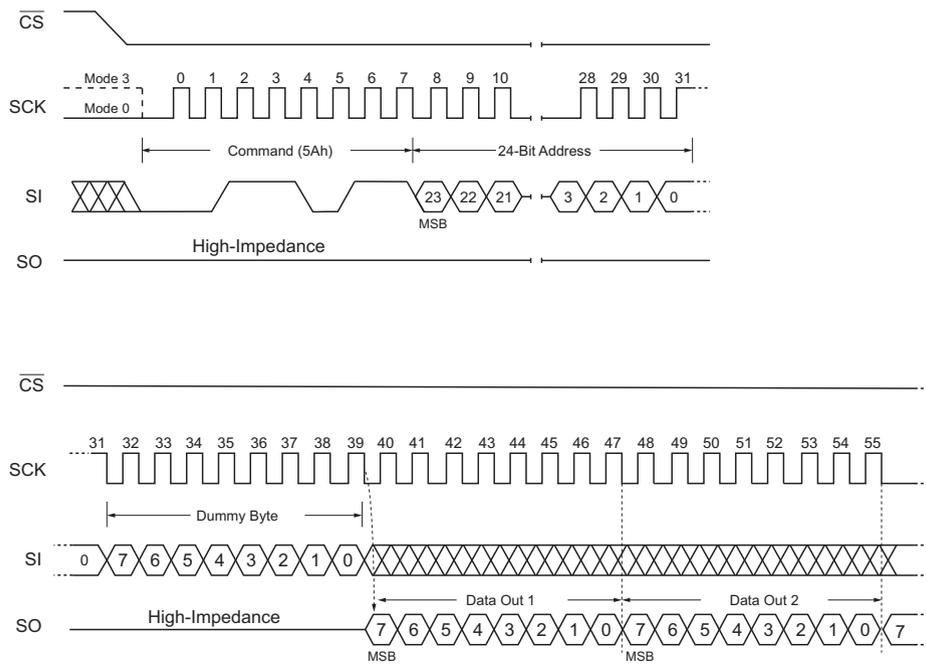 CS
Mode 3 0 1 2 3 4 5 6 7 8 9 10 28 29 30 31
SCK
Mode 0
Command (5Ah) 24-Bit Address
SI 23 22 21 3 2 1 0
MSB
High-Impedance
SO
CS
31 32 33 34 35 36 37 38 39 40 41 42 43 44 45 46 47 48 49 50 51 52 53 54 55
SCK
Dummy Byte
SI 0 7 6 5 4 3 2 1 0
Data Out 1 Data Out 2
High-Impedance
SO 7 6 5 4 3 2 1 0 7 6 5 4 3 2 1 0 7
MSB MSB